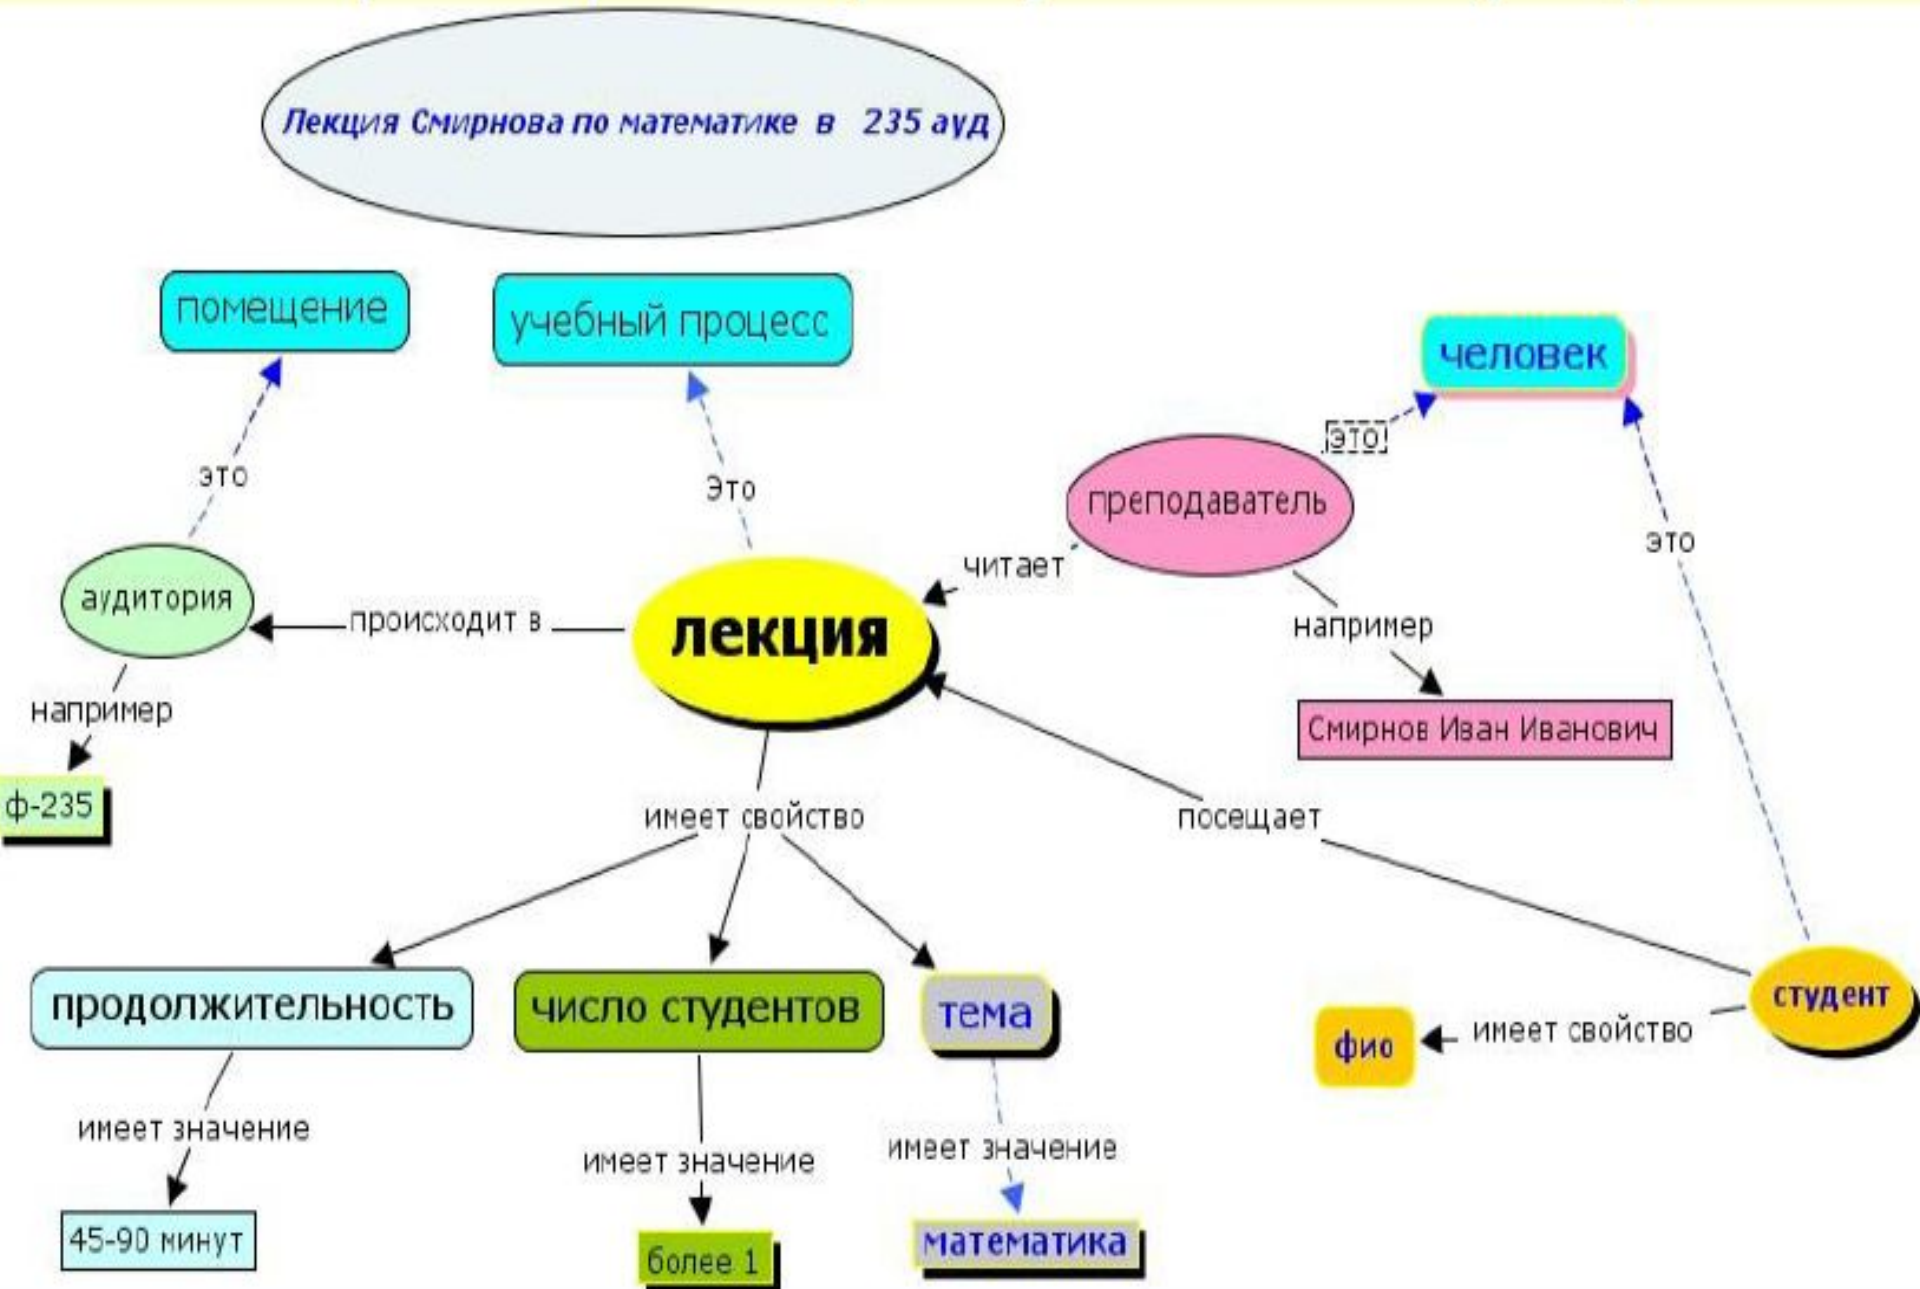 Лекция Смирнова по математике в 235 ауд
помещение
учебный процесс
человек
это
Это
это
преподаватель
это
читает
аудитория
происходит в
лекция
например
например
Смирнов Иван Иванович
ф-235
имеет свойство
посещает
продолжительность
число студентов
тема
студент
фио
имеет свойство
имеет значение
имеет значение
имеет значение
45-90 минут
более 1
математика